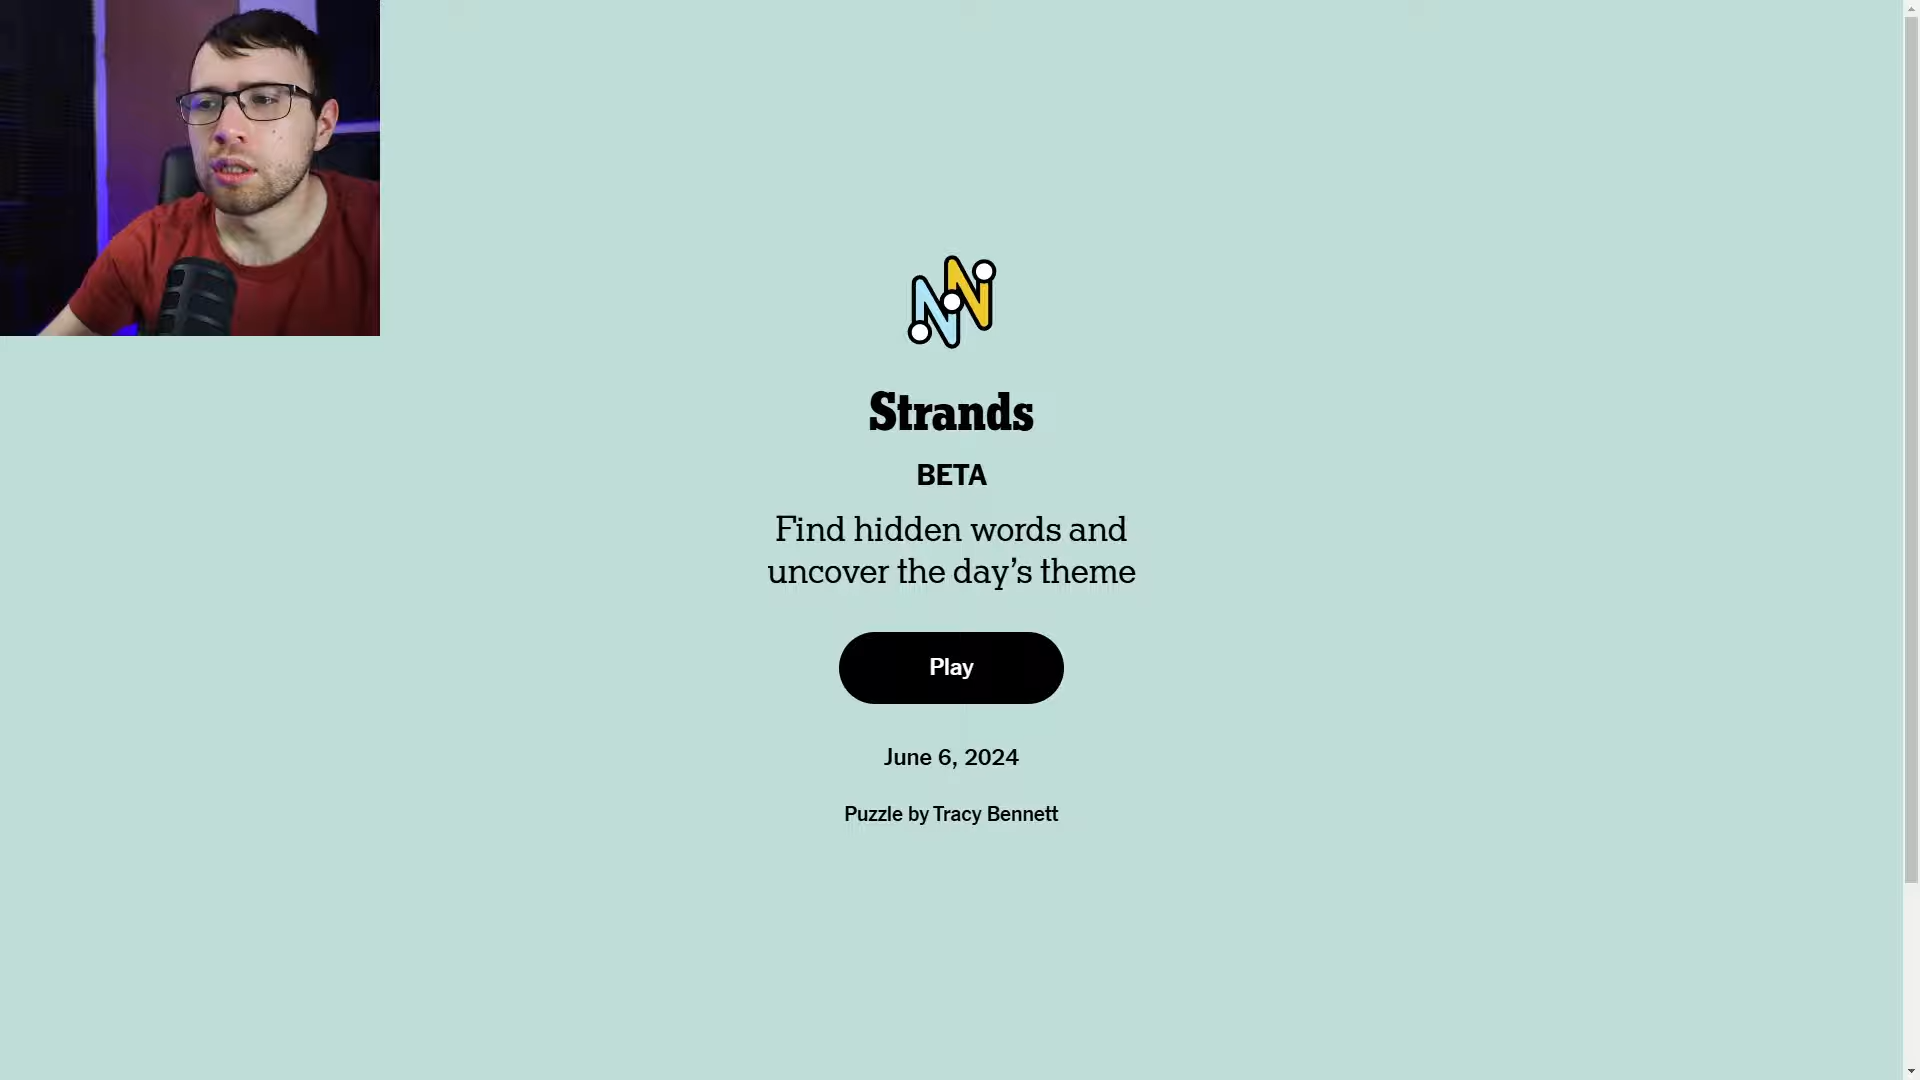 Strands
BETA
Find hidden words and
uncover the day’s theme
Play
June 6, 2024
Puzzle by Tracy Bennett